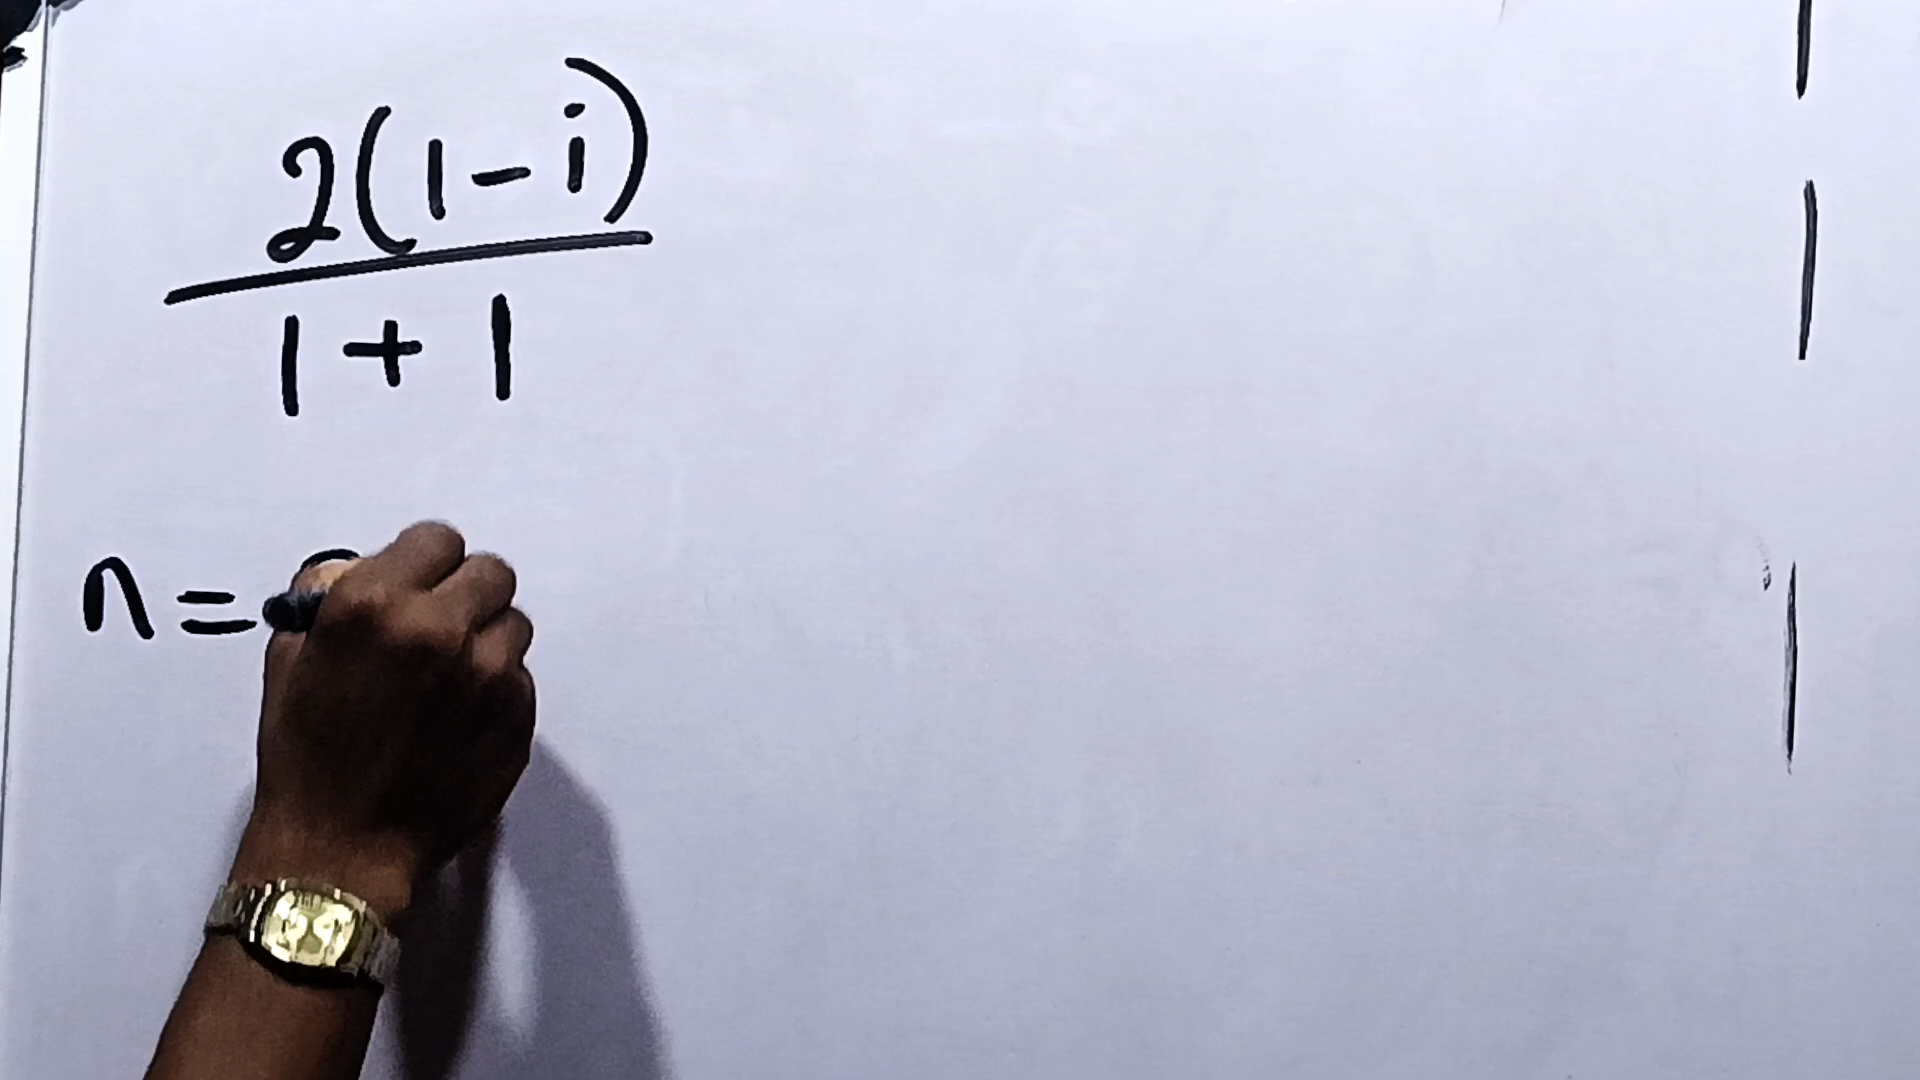 2(1-i)
1+1
n=